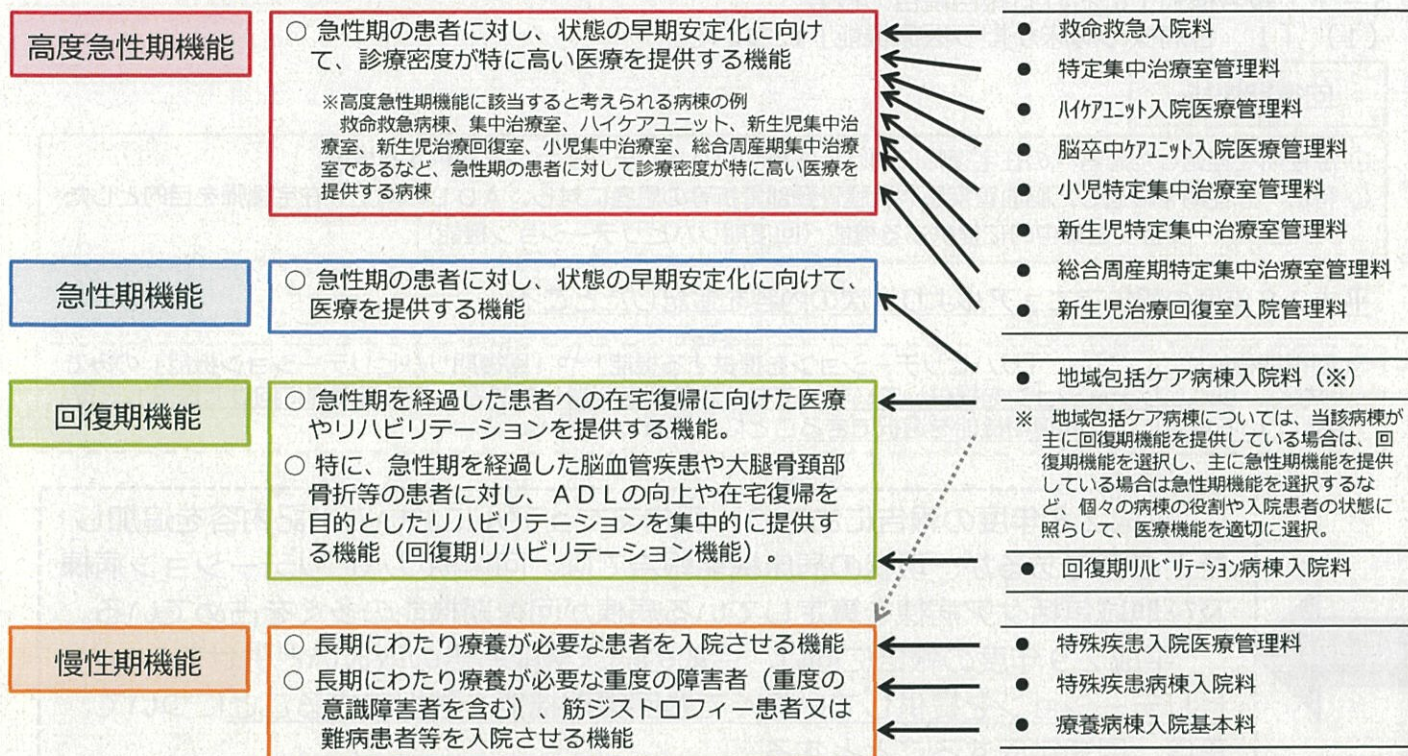 高度急性期機能
○ 急性期の患者に対し、状態の早期安定化に向け
て、診療密度が特に高い医療を提供する機能
※高度急性期機能に該当すると考えられる病棟の例
救命救急病棟、集中治療室、ハイケアユニット、新生児集中治
療室、新生児治療回復室、小児集中治療室、総合周産期集中治療
室であるなど、急性期の患者に対して診療密度が特に高い医療を
提供する病棟
● 救命救急入院料
● 特定集中治療室管理料
● ﾊｲｹｱﾕﾆｯﾄ入院医療管理料
● 脳卒中ｹｱﾕﾆｯﾄ入院医療管理料
● 小児特定集中治療室管理料
● 新生児特定集中治療室管理料
● 総合周産期特定集中治療室管理料
● 新生児治療回復室入院管理料
急性期機能
○ 急性期の患者に対し、状態の早期安定化に向けて、
医療を提供する機能
回復期機能
○ 急性期を経過した患者への在宅復帰に向けた医療
やリハビリテーションを提供する機能。
○ 特に、急性期を経過した脳血管疾患や大腿骨頚部
骨折等の患者に対し、ＡＤＬの向上や在宅復帰を
目的としたリハビリテーションを集中的に提供す
る機能（回復期リハビリテーション機能）。
● 地域包括ケア病棟入院料（※）
※ 地域包括ケア病棟については、当該病棟が
主に回復期機能を提供している場合は、回
復期機能を選択し、主に急性期機能を提供
している場合は急性期機能を選択するな
ど、個々の病棟の役割や入院患者の状態に
照らして、医療機能を適切に選択。
● 回復期ﾘﾊﾋﾞﾘﾃｰｼｮﾝ病棟入院料
慢性期機能
○ 長期にわたり療養が必要な患者を入院させる機能
○ 長期にわたり療養が必要な重度の障害者（重度の
意識障害者を含む）、筋ジストロフィー患者又は
難病患者等を入院させる機能
● 特殊疾患入院医療管理料
● 特殊疾患病棟入院料
● 療養病棟入院基本料